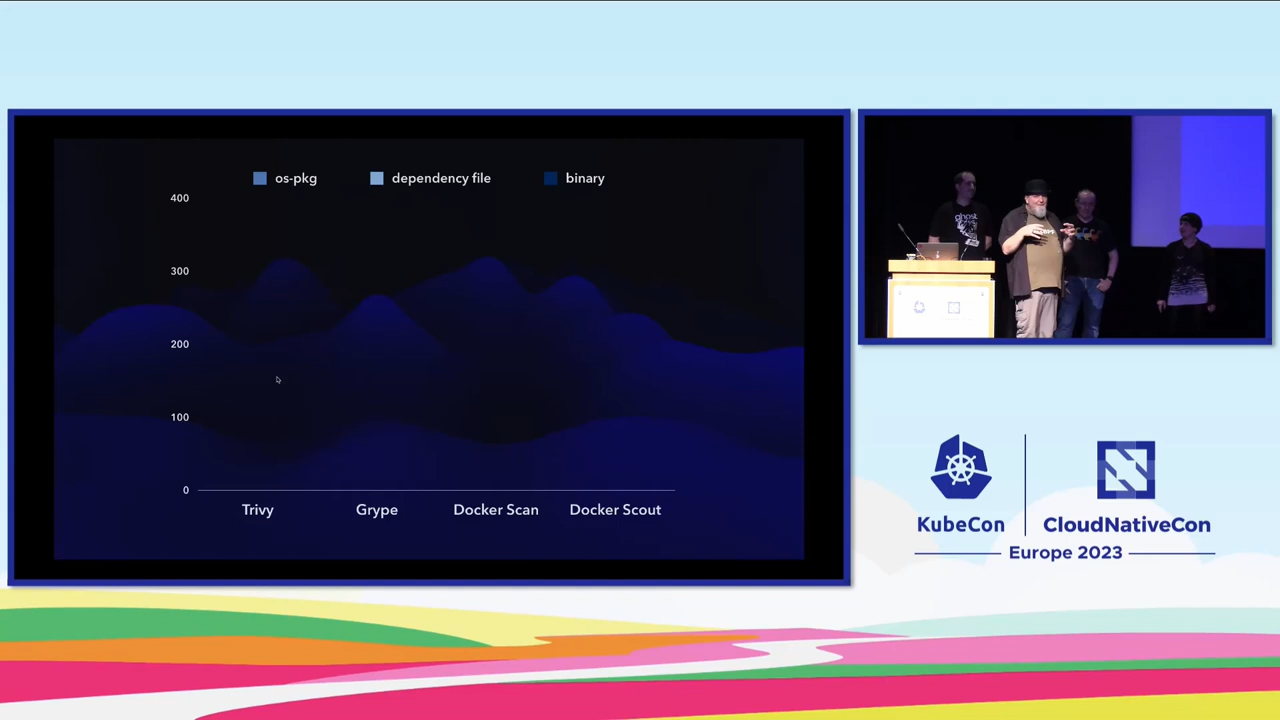 os-pkg dependency file binary
400
300
200
100
0
Trivy Grype Docker Scan Docker Scout
ghost
KubeCon
CloudNativeCon
Europe 2023